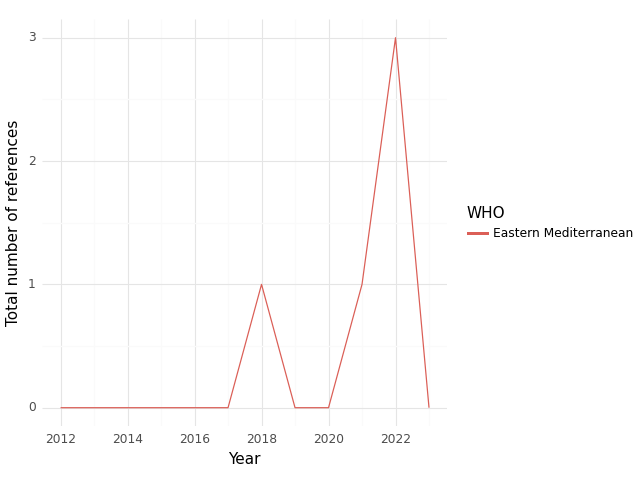 3
2
1
0
2012 2014 2016 2018 2020 2022
Year
Total number of references
WHO
Eastern Mediterranean